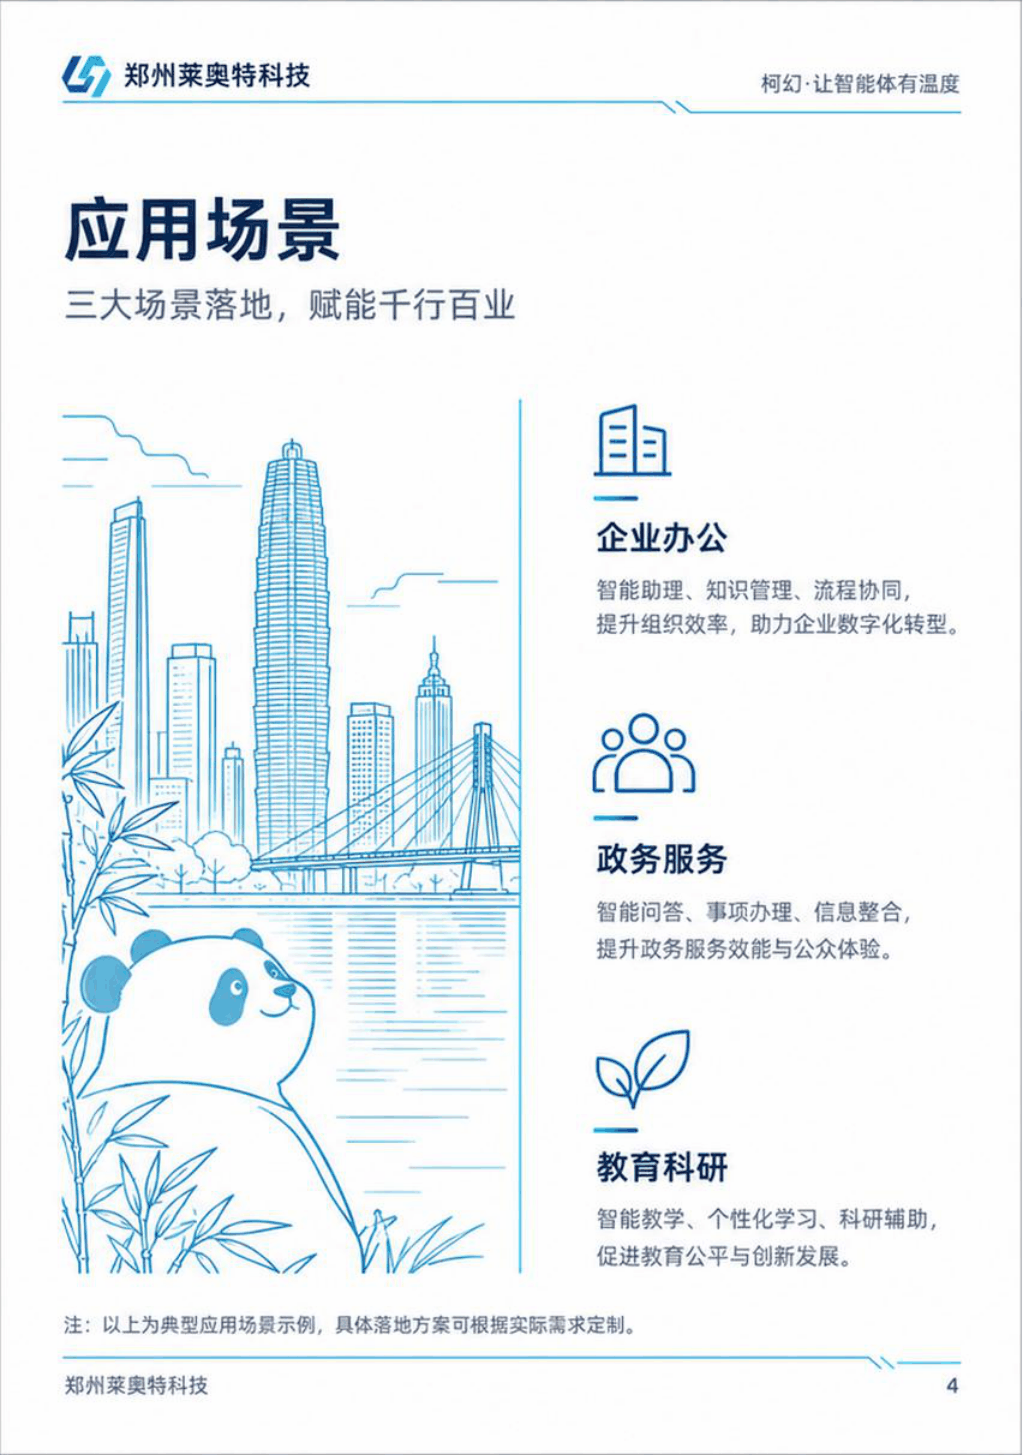 郑州莱奥特科技
柯幻·让智能体有温度
应用场景
三大场景落地，赋能千行百业
企业办公
智能助理、知识管理、流程协同，
提升组织效率，助力企业数字化转型。
政务服务
智能问答、事项办理、信息整合，
提升政务服务效能与公众体验。
教育科研
智能教学、个性化学习、科研辅助，
促进教育公平与创新发展。
注：以上为典型应用场景示例，具体落地方案可根据实际需求定制。
郑州莱奥特科技
4